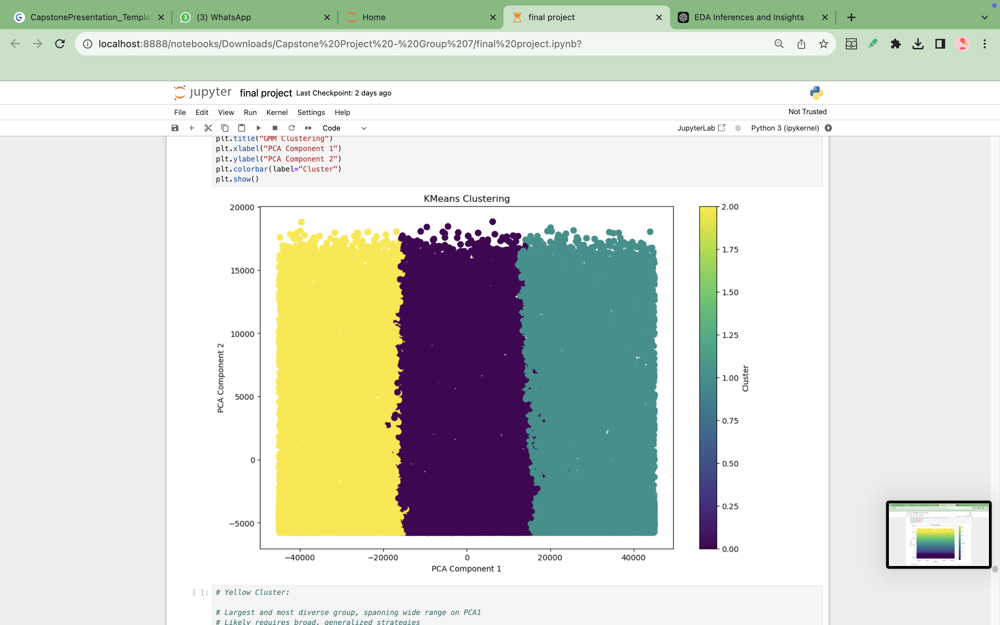 CapstonePresentation_Templa
3
(3) WhatsApp
Home
final project
EDA Inferences and Insights
localhost:8888/notebooks/Downloads/Capstone%20Project%20-%20Group%207/final%20project.ipynb?
jupyter final project Last Checkpoint: 2 days ago
File Edit View Run Kernel Settings Help
Not Trusted
Code
JupyterLab
Python 3 (ipykernel)
plt.title("GMM Clustering")
plt.xlabel("PCA Component 1")
plt.ylabel("PCA Component 2")
plt.colorbar(label="Cluster")
plt.show()
KMeans Clustering
20000
15000
10000
5000
0
−5000
PCA Component 2
−40000
−20000
0
20000
40000
PCA Component 1
2.00
1.75
1.50
1.25
1.00
0.75
0.50
0.25
0.00
Cluster
[ ]:
# Yellow Cluster:
# Largest and most diverse group, spanning wide range on PCA1
# Likely requires broad, generalized strategies